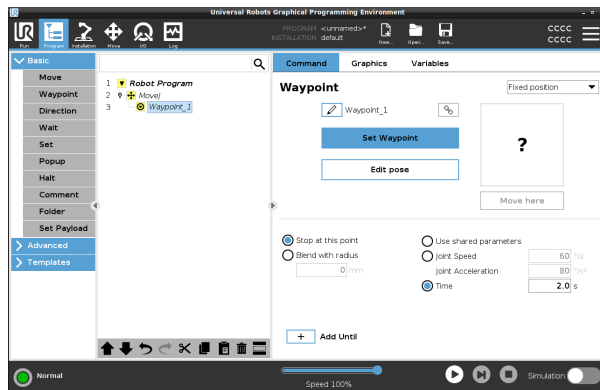 Universal Robots Graphical Programming Environment
Run Program Installation Move I/O Log
PROGRAM <unnamed>*
INSTALLATION default
New... Open... Save...
cccc
cccc
Basic
Move
Waypoint
Direction
Wait
Set
Popup
Halt
Comment
Folder
Set Payload
Advanced
Templates
1 Robot Program
2 MoveJ
3 Waypoint_1
Command Graphics Variables
Waypoint
Fixed position
Waypoint_1
Set Waypoint
Edit pose
?
Move here
Stop at this point
Blend with radius
0 mm
Use shared parameters
Joint Speed 60 °/s
Joint Acceleration 80 °/s²
Time 2.0 s
+ Add Until
Normal
Speed 100%
Simulation